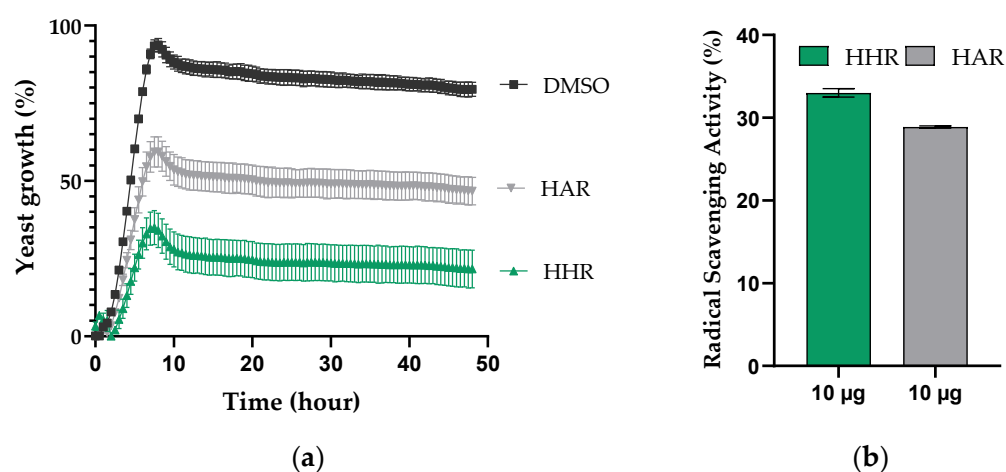 100
50
0
Yeast growth (%)
0 10 20 30 40 50
Time (hour)
DMSO
HAR
HHR
(a)
40
30
20
10
0
Radical Scavenging Activity (%)
HHR HAR
10 µg 10 µg
(b)